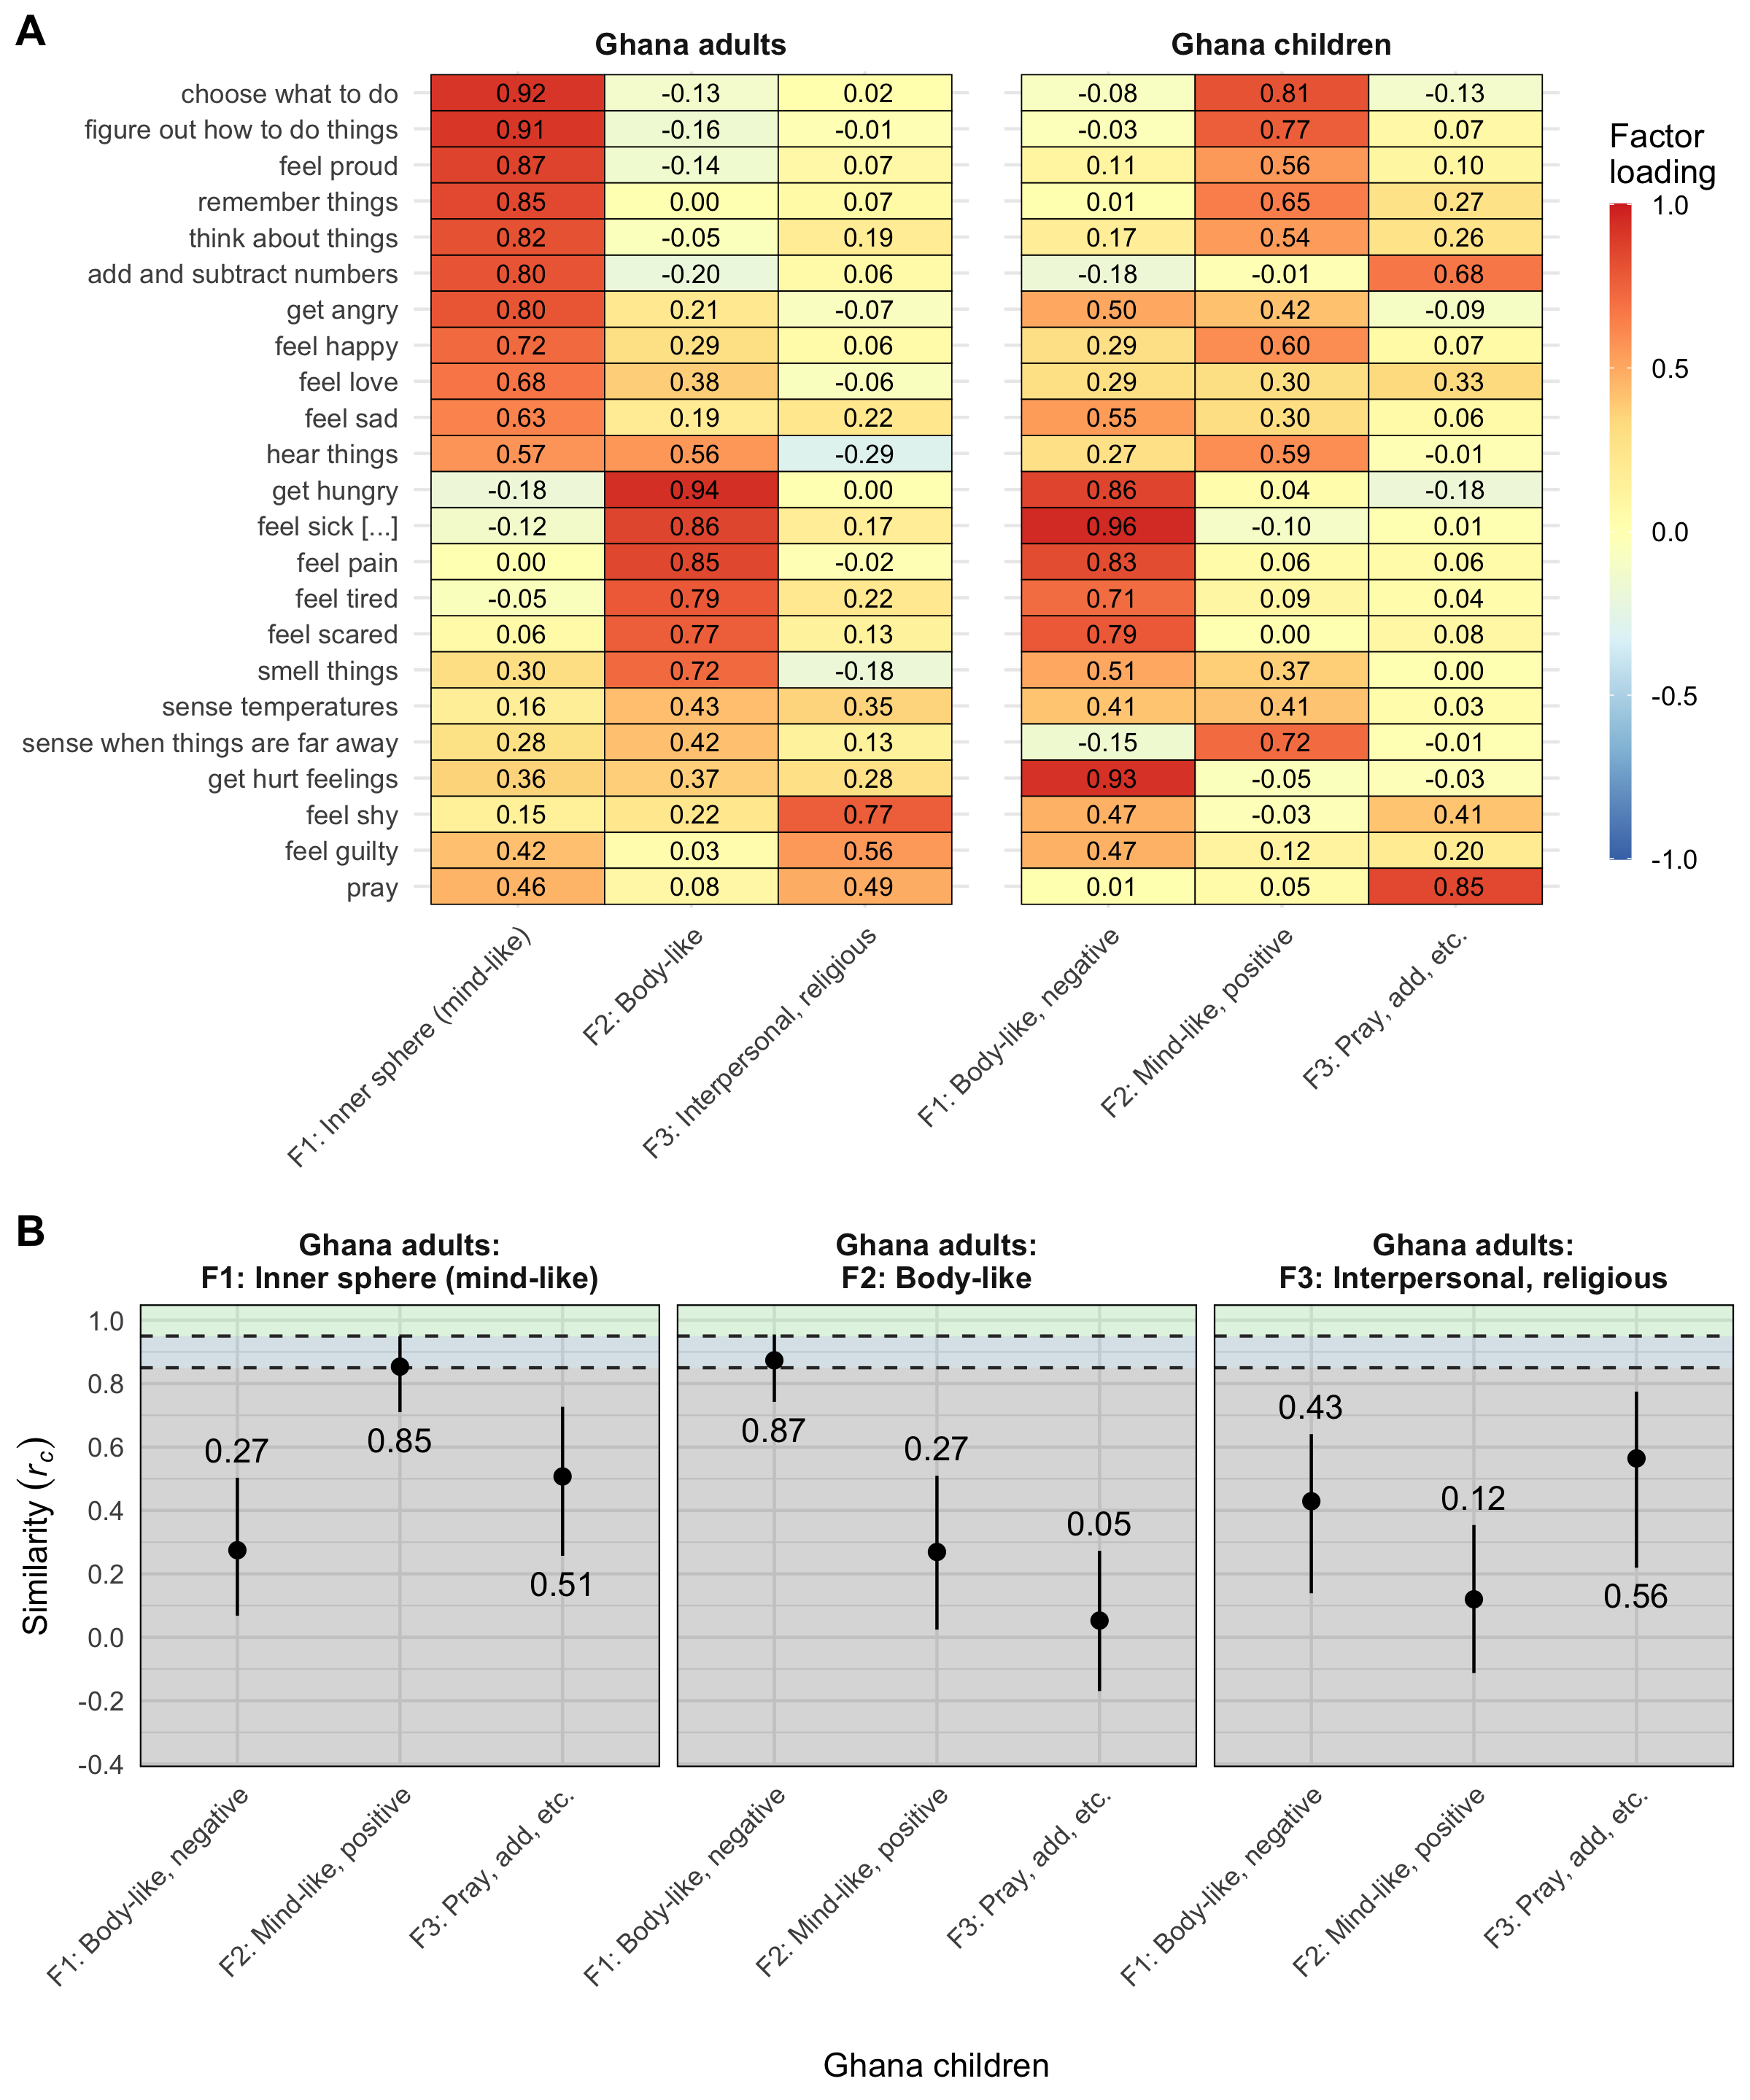 A
Ghana adults
Ghana children
choose what to do 0.92 -0.13 0.02 -0.08 0.81 -0.13
figure out how to do things 0.91 -0.16 -0.01 -0.03 0.77 0.07
feel proud 0.87 -0.14 0.07 0.11 0.56 0.10
remember things 0.85 0.00 0.07 0.01 0.65 0.27
think about things 0.82 -0.05 0.19 0.17 0.54 0.26
add and subtract numbers 0.80 -0.20 0.06 -0.18 -0.01 0.68
get angry 0.80 0.21 -0.07 0.50 0.42 -0.09
feel happy 0.72 0.29 0.06 0.29 0.60 0.07
feel love 0.68 0.38 -0.06 0.29 0.30 0.33
feel sad 0.63 0.19 0.22 0.55 0.30 0.06
hear things 0.57 0.56 -0.29 0.27 0.59 -0.01
get hungry -0.18 0.94 0.00 0.86 0.04 -0.18
feel sick [...] -0.12 0.86 0.17 0.96 -0.10 0.01
feel pain 0.00 0.85 -0.02 0.83 0.06 0.06
feel tired -0.05 0.79 0.22 0.71 0.09 0.04
feel scared 0.06 0.77 0.13 0.79 0.00 0.08
smell things 0.30 0.72 -0.18 0.51 0.37 0.00
sense temperatures 0.16 0.43 0.35 0.41 0.41 0.03
sense when things are far away 0.28 0.42 0.13 -0.15 0.72 -0.01
get hurt feelings 0.36 0.37 0.28 0.93 -0.05 -0.03
feel shy 0.15 0.22 0.77 0.47 -0.03 0.41
feel guilty 0.42 0.03 0.56 0.47 0.12 0.20
pray 0.46 0.08 0.49 0.01 0.05 0.85
F1: Inner sphere (mind-like)
F2: Body-like
F3: Interpersonal, religious
F1: Body-like, negative
F2: Mind-like, positive
F3: Pray, add, etc.
Factor
loading
1.0
0.5
0.0
-0.5
-1.0
B
Ghana adults:
F1: Inner sphere (mind-like)
Ghana adults:
F2: Body-like
Ghana adults:
F3: Interpersonal, religious
Similarity (r_c)
1.0
0.8
0.6
0.4
0.2
0.0
-0.2
-0.4
0.27
0.85
0.51
0.87
0.27
0.05
0.43
0.12
0.56
F1: Body-like, negative
F2: Mind-like, positive
F3: Pray, add, etc.
F1: Body-like, negative
F2: Mind-like, positive
F3: Pray, add, etc.
F1: Body-like, negative
F2: Mind-like, positive
F3: Pray, add, etc.
Ghana children